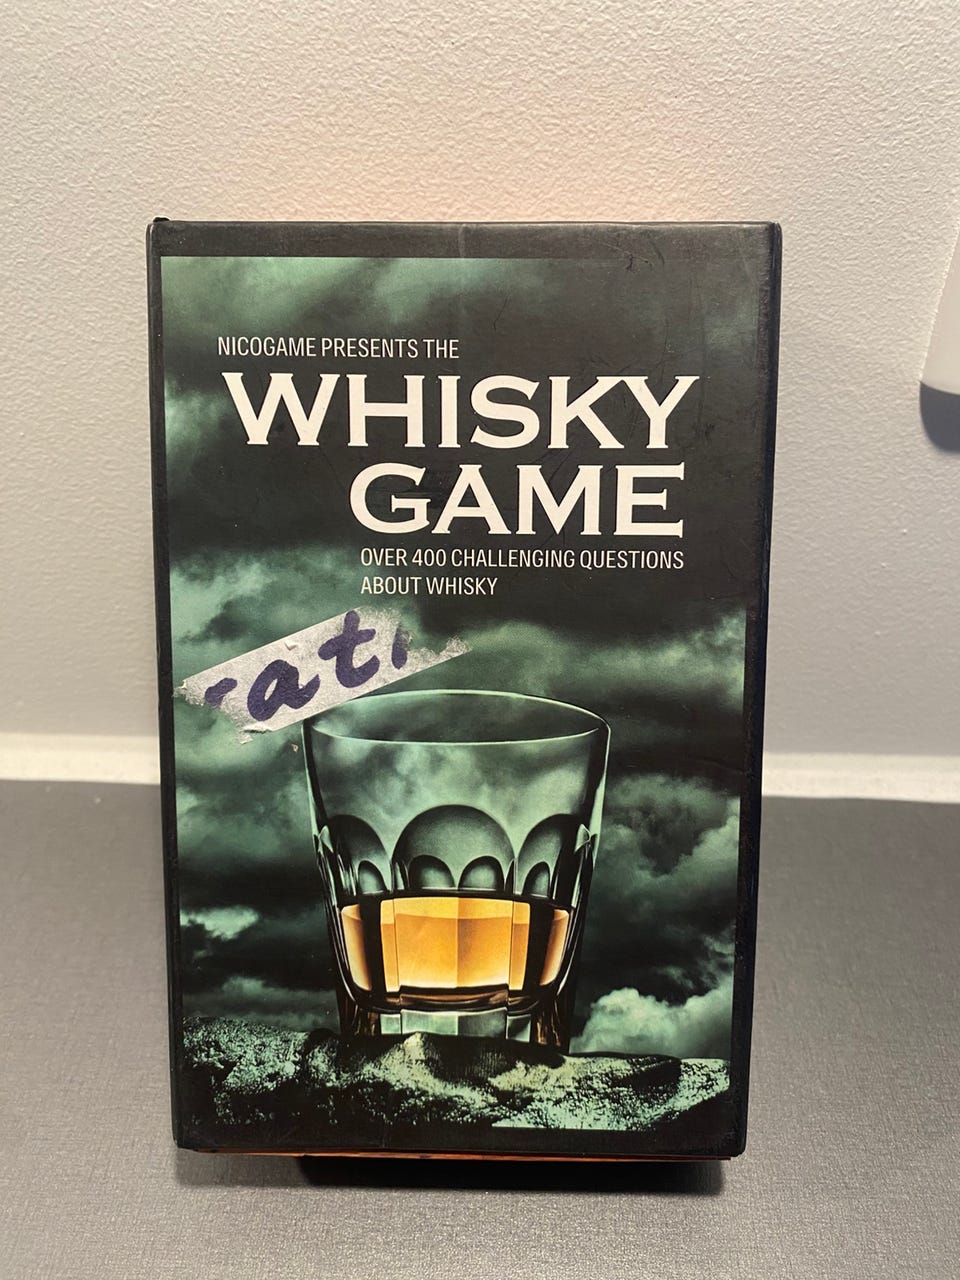 NICOGAME PRESENTS THE
WHISKY
GAME
OVER 400 CHALLENGING QUESTIONS
ABOUT WHISKY